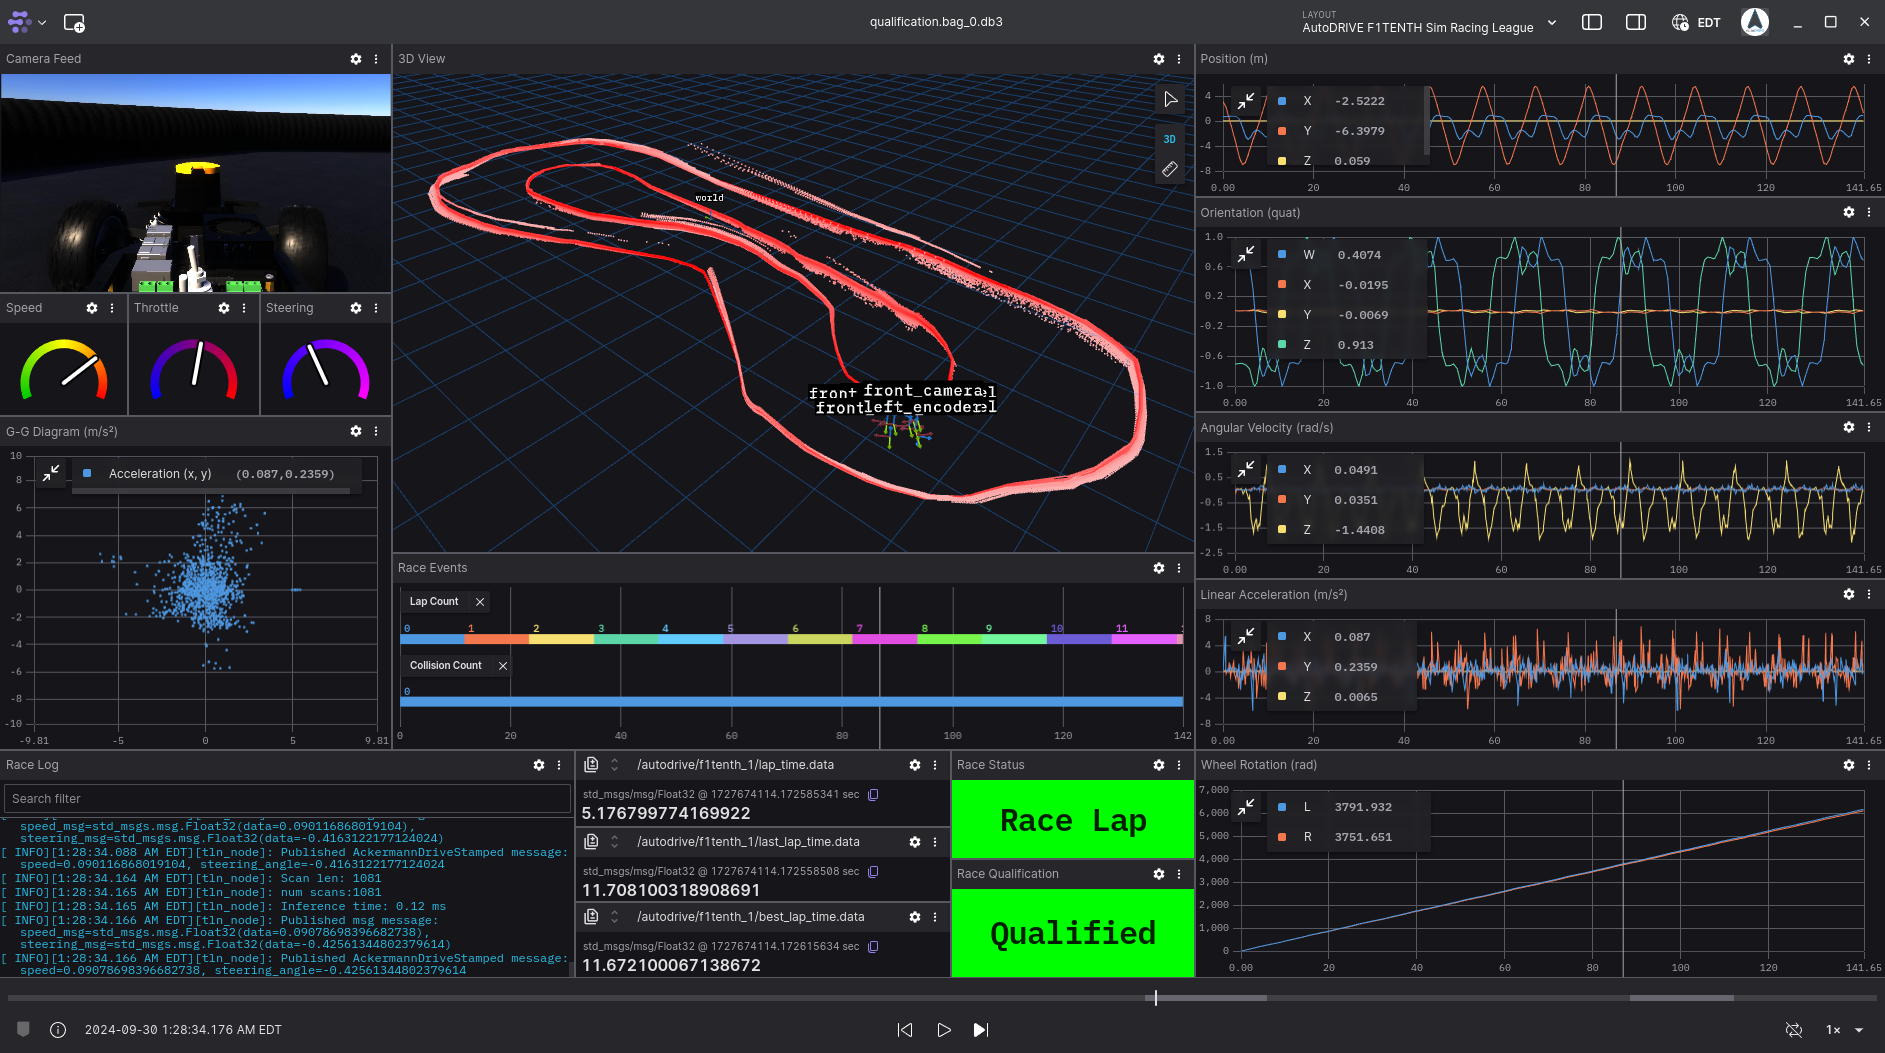 qualification.bag_0.db3
LAYOUT
AutoDRIVE F1TENTH Sim Racing League
EDT
Camera Feed
Speed
Throttle
Steering
G-G Diagram (m/s²)
Acceleration (x, y) (0.087,0.2359)
10
8
6
4
2
0
-2
-4
-6
-8
-10
-9.81 -5 0 5 9.81
3D View
3D
world
front front_camera l
front left_encoder el
Race Events
Lap Count
0 1 2 3 4 5 6 7 8 9 10 11
Collision Count
0
0 20 40 60 80 100 120 142
Position (m)
X -2.5222
Y -6.3979
Z 0.059
4
0
-4
-8
0.00 20 40 60 80 100 120 141.65
Orientation (quat)
W 0.4074
X -0.0195
Y -0.0069
Z 0.913
1.0
0.6
0.2
-0.2
-0.6
-1.0
0.00 20 40 60 80 100 120 141.65
Angular Velocity (rad/s)
X 0.0491
Y 0.0351
Z -1.4408
1.5
0.5
-0.5
-1.5
-2.5
0.00 20 40 60 80 100 120 141.65
Linear Acceleration (m/s²)
X 0.087
Y 0.2359
Z 0.0065
8
4
0
-4
-8
0.00 20 40 60 80 100 120 141.65
Race Log
Search filter
speed_msg=std_msgs.msg.Float32(data=0.090116868019104),
steering_msg=std_msgs.msg.Float32(data=-0.4163122177124024)
[ INFO][1:28:34.088 AM EDT][tln_node]: Published AckermannDriveStamped message:
speed=0.090116868019104, steering_angle=-0.4163122177124024
[ INFO][1:28:34.164 AM EDT][tln_node]: Scan len: 1081
[ INFO][1:28:34.165 AM EDT][tln_node]: num scans:1081
[ INFO][1:28:34.165 AM EDT][tln_node]: Inference time: 0.12 ms
[ INFO][1:28:34.166 AM EDT][tln_node]: Published msg message:
speed_msg=std_msgs.msg.Float32(data=0.09078698396682738),
steering_msg=std_msgs.msg.Float32(data=-0.42561344802379614)
[ INFO][1:28:34.166 AM EDT][tln_node]: Published AckermannDriveStamped message:
speed=0.09078698396682738, steering_angle=-0.42561344802379614
/autodrive/f1tenth_1/lap_time.data
std_msgs/msg/Float32 @ 1727674114.172585341 sec
5.176799774169922
/autodrive/f1tenth_1/last_lap_time.data
std_msgs/msg/Float32 @ 1727674114.172558508 sec
11.708100318908691
/autodrive/f1tenth_1/best_lap_time.data
std_msgs/msg/Float32 @ 1727674114.172615634 sec
11.672100067138672
Race Status
Race Lap
Race Qualification
Qualified
Wheel Rotation (rad)
L 3791.932
R 3751.651
7,000
6,000
5,000
4,000
3,000
2,000
1,000
0
0.00 20 40 60 80 100 120 141.65
2024-09-30 1:28:34.176 AM EDT
1×